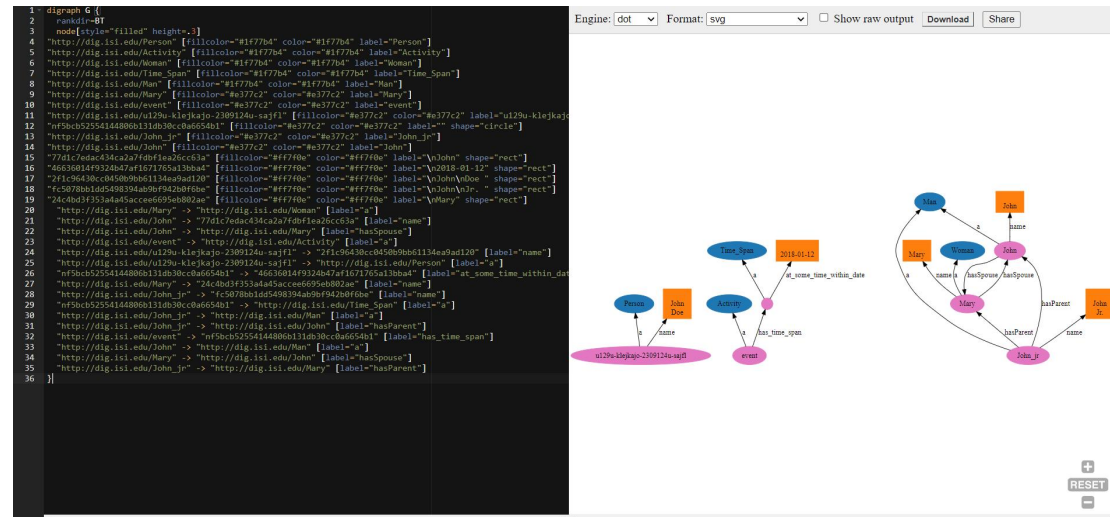 1 digraph G {
2 rankdir=BT
3 node[style="filled" height=.3]
4 "http://dig.isi.edu/Person" [fillcolor="#1f77b4" color="#1f77b4" label="Person"]
5 "http://dig.isi.edu/Activity" [fillcolor="#1f77b4" color="#1f77b4" label="Activity"]
6 "http://dig.isi.edu/Woman" [fillcolor="#1f77b4" color="#1f77b4" label="Woman"]
7 "http://dig.isi.edu/Time_Span" [fillcolor="#1f77b4" color="#1f77b4" label="Time_Span"]
8 "http://dig.isi.edu/Man" [fillcolor="#1f77b4" color="#1f77b4" label="Man"]
9 "http://dig.isi.edu/Mary" [fillcolor="#e377c2" color="#e377c2" label="Mary"]
10 "http://dig.isi.edu/event" [fillcolor="#e377c2" color="#e377c2" label="event"]
11 "http://dig.isi.edu/u129u-klejkajo-2309124u-sajfl" [fillcolor="#e377c2" color="#e377c2" label="u129u-klejkajo
12 "nf5bcb52554144806b131db30cc0a6654b1" [fillcolor="#e377c2" color="#e377c2" label="" shape="circle"]
13 "http://dig.isi.edu/John_jr" [fillcolor="#e377c2" color="#e377c2" label="John_jr"]
14 "http://dig.isi.edu/John" [fillcolor="#e377c2" color="#e377c2" label="John"]
15 "77d1c7edac434ca2a7fdbf1ea26cc63a" [fillcolor="#ff7f0e" color="#ff7f0e" label="\nJohn" shape="rect"]
16 "46636014f9324b47af1671765a13bba4" [fillcolor="#ff7f0e" color="#ff7f0e" label="\n2018-01-12" shape="rect"]
17 "2f1c96430cc0450b9bb61134ea9ad120" [fillcolor="#ff7f0e" color="#ff7f0e" label="\nJohn\nDoe " shape="rect"]
18 "fc5078bb1dd5498394ab9bf942b0f6be" [fillcolor="#ff7f0e" color="#ff7f0e" label="\nJohn\nJr. " shape="rect"]
19 "24c4bd3f353a4a45accee6695eb802ae" [fillcolor="#ff7f0e" color="#ff7f0e" label="\nMary" shape="rect"]
20 "http://dig.isi.edu/Mary" -> "http://dig.isi.edu/Woman" [label="a"]
21 "http://dig.isi.edu/John" -> "77d1c7edac434ca2a7fdbf1ea26cc63a" [label="name"]
22 "http://dig.isi.edu/John" -> "http://dig.isi.edu/Mary" [label="hasSpouse"]
23 "http://dig.isi.edu/event" -> "http://dig.isi.edu/Activity" [label="a"]
24 "http://dig.isi.edu/u129u-klejkajo-2309124u-sajfl" -> "2f1c96430cc0450b9bb61134ea9ad120" [label="name"]
25 "http://dig.isi.edu/u129u-klejkajo-2309124u-sajfl" -> "http://dig.isi.edu/Person" [label="a"]
26 "nf5bcb52554144806b131db30cc0a6654b1" -> "46636014f9324b47af1671765a13bba4" [label="at_some_time_within_dat
27 "http://dig.isi.edu/Mary" -> "24c4bd3f353a4a45accee6695eb802ae" [label="name"]
28 "http://dig.isi.edu/John_jr" -> "fc5078bb1dd5498394ab9bf942b0f6be" [label="name"]
29 "nf5bcb52554144806b131db30cc0a6654b1" -> "http://dig.isi.edu/Time_Span" [label="a"]
30 "http://dig.isi.edu/John_jr" -> "http://dig.isi.edu/Man" [label="a"]
31 "http://dig.isi.edu/John_jr" -> "http://dig.isi.edu/John" [label="hasParent"]
32 "http://dig.isi.edu/event" -> "nf5bcb52554144806b131db30cc0a6654b1" [label="has_time_span"]
33 "http://dig.isi.edu/John" -> "http://dig.isi.edu/Man" [label="a"]
34 "http://dig.isi.edu/Mary" -> "http://dig.isi.edu/John" [label="hasSpouse"]
35 "http://dig.isi.edu/John_jr" -> "http://dig.isi.edu/Mary" [label="hasParent"]
36 }
Engine: dot Format: svg Show raw output Download Share
Man John
a name
Time_Span 2018-01-12 Mary Woman John
a at_some_time_within_date a name a hasSpouse hasSpouse
Person John Doe Activity Mary hasParent John Jr.
a name a has_time_span hasParent name
u129u-klejkajo-2309124u-sajfl event John_jr
RESET